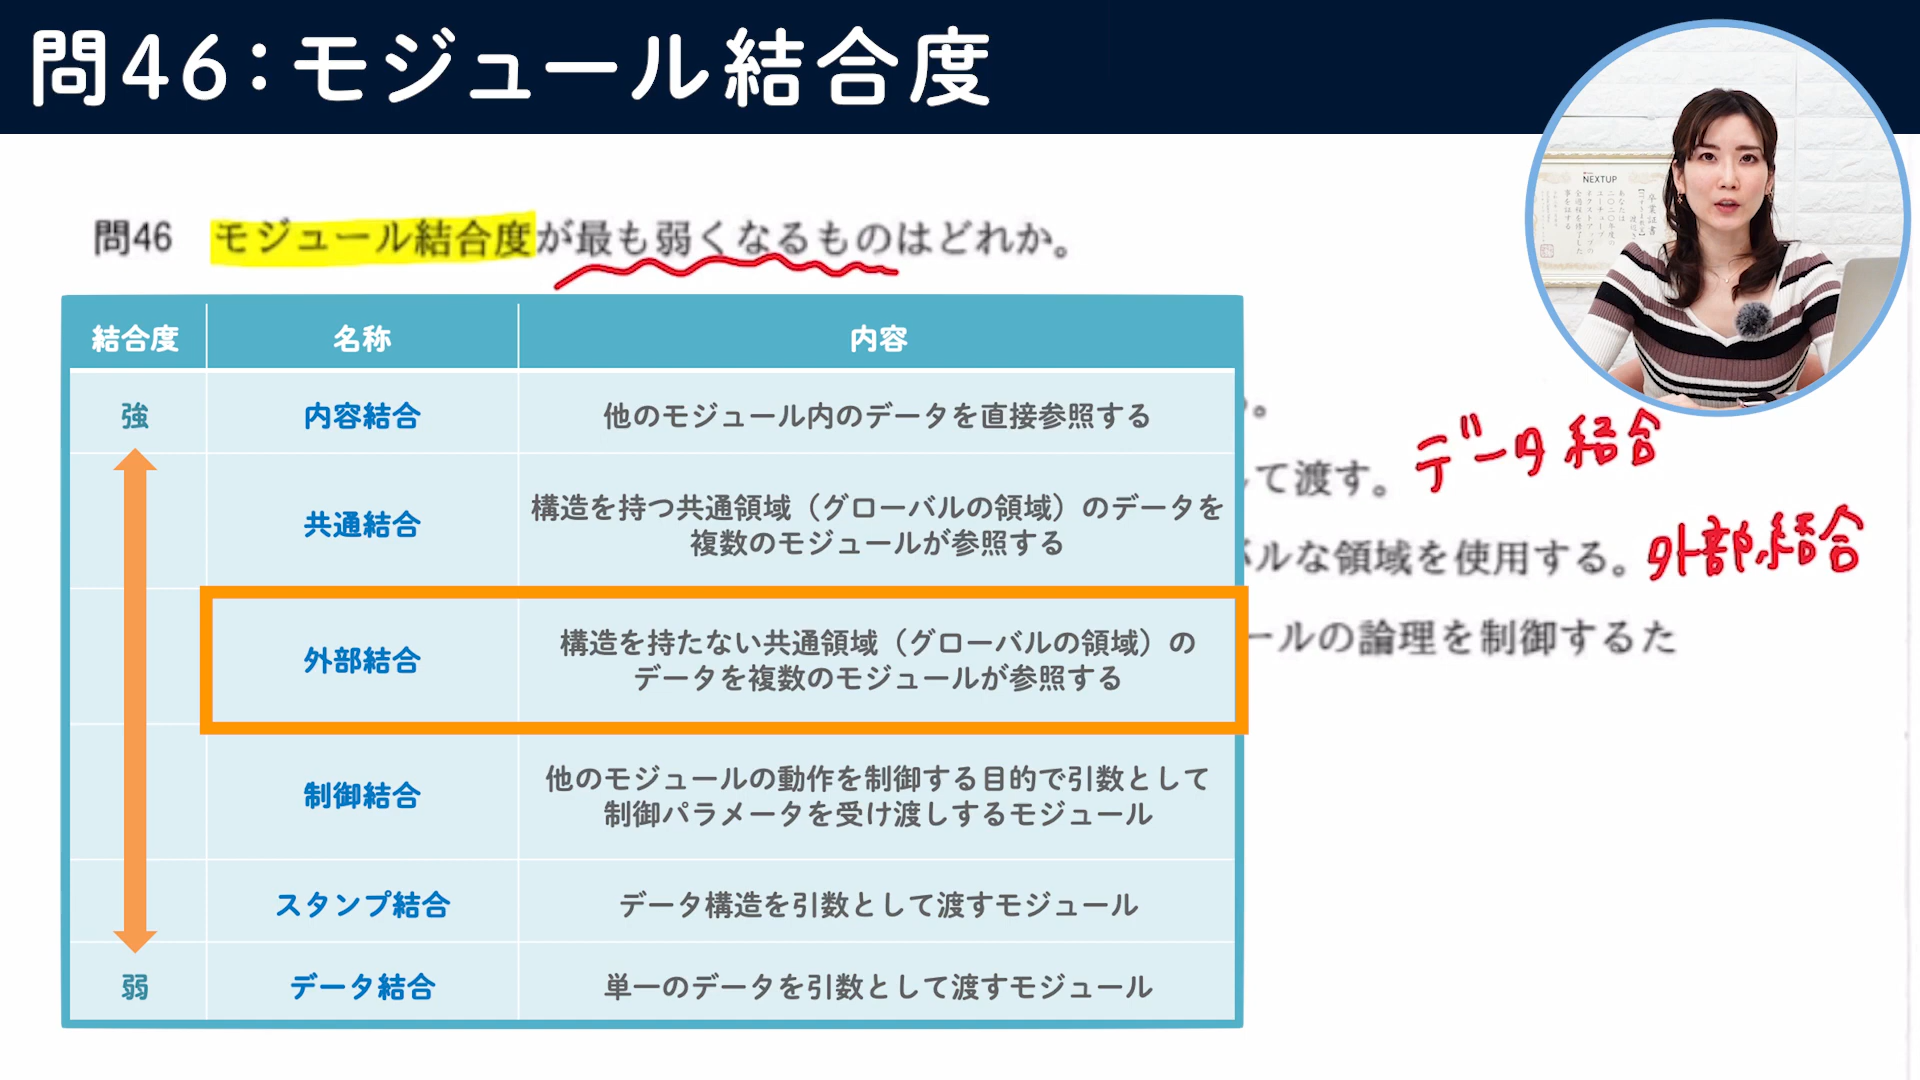 問46:モジュール結合度
NEXTUP
卒業証書
問46 モジュール結合度が最も弱くなるものはどれか。
結合度 名称 内容
強 内容結合 他のモジュール内のデータを直接参照する
共通結合 構造を持つ共通領域（グローバルの領域）のデータを
複数のモジュールが参照する
外部結合 構造を持たない共通領域（グローバルの領域）の
データを複数のモジュールが参照する
制御結合 他のモジュールの動作を制御する目的で引数として
制御パラメータを受け渡しするモジュール
スタンプ結合 データ構造を引数として渡すモジュール
弱 データ結合 単一のデータを引数として渡すモジュール
。
て渡す。 データ結合
ルな領域を使用する。 外部結合
ールの論理を制御するた